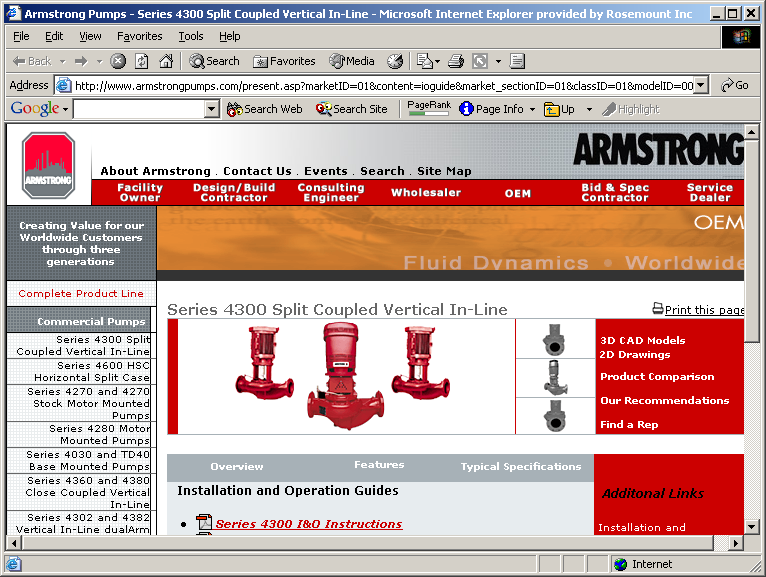 Armstrong Pumps - Series 4300 Split Coupled Vertical In-Line - Microsoft Internet Explorer provided by Rosemount Inc
File Edit View Favorites Tools Help
Back Search Favorites Media
Address http://www.armstrongpumps.com/present.asp?marketID=01&content=ioguide&market_sectionID=01&classID=01&modelID=00 Go
Google Search Web Search Site PageRank Page Info Up Highlight
ARMSTRONG
ARMSTRONG
About Armstrong . Contact Us . Events . Search . Site Map
Facility Owner
Design/Build Contractor
Consulting Engineer
Wholesaler
OEM
Bid & Spec Contractor
Service Dealer
Creating Value for our
Worldwide Customers
through three
generations
OEM
Fluid Dynamics • Worldwide
Complete Product Line
Commercial Pumps
Series 4300 Split
Coupled Vertical In-Line
Series 4600 HSC
Horizontal Split Case
Series 4270 and 4270
Stock Motor Mounted
Pumps
Series 4280 Motor
Mounted Pumps
Series 4030 and TD40
Base Mounted Pumps
Series 4360 and 4380
Close Coupled Vertical
In-Line
Series 4302 and 4382
Vertical In-Line dualArm
Series 4300 Split Coupled Vertical In-Line
Print this page
3D CAD Models
2D Drawings
Product Comparison
Our Recommendations
Find a Rep
Overview Features Typical Specifications
Installation and Operation Guides
• Series 4300 I&O Instructions
Additonal Links
Installation and
Internet